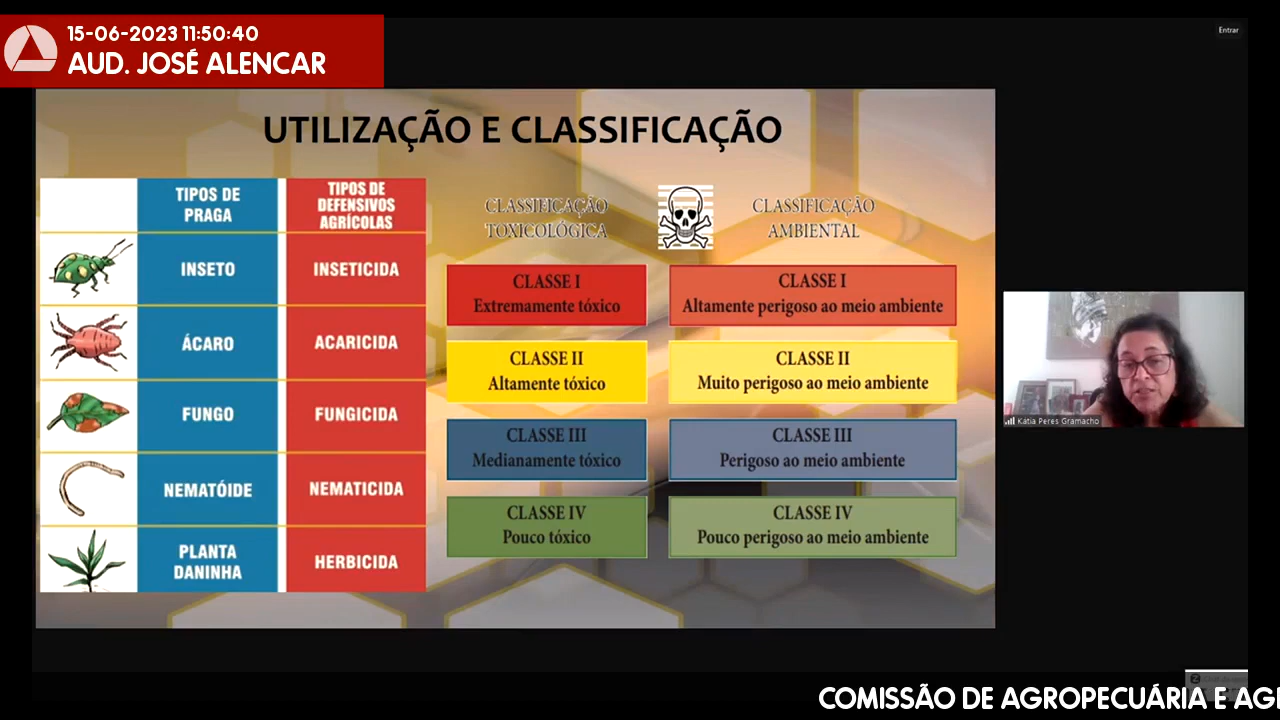 15-06-2023 11:50:40
AUD. JOSÉ ALENCAR
Entrar
UTILIZAÇÃO E CLASSIFICAÇÃO
TIPOS DE
PRAGA
TIPOS DE
DEFENSIVOS
AGRÍCOLAS
INSETO
INSETICIDA
ÁCARO
ACARICIDA
FUNGO
FUNGICIDA
NEMATÓIDE
NEMATICIDA
PLANTA
DANINHA
HERBICIDA
CLASSIFICAÇÃO
TOXICOLÓGICA
CLASSE I
Extremamente tóxico
CLASSE II
Altamente tóxico
CLASSE III
Medianamente tóxico
CLASSE IV
Pouco tóxico
CLASSIFICAÇÃO
AMBIENTAL
CLASSE I
Altamente perigoso ao meio ambiente
CLASSE II
Muito perigoso ao meio ambiente
CLASSE III
Perigoso ao meio ambiente
CLASSE IV
Pouco perigoso ao meio ambiente
Katia Peres Gramacho
COMISSÃO DE AGROPECUÁRIA E AGI